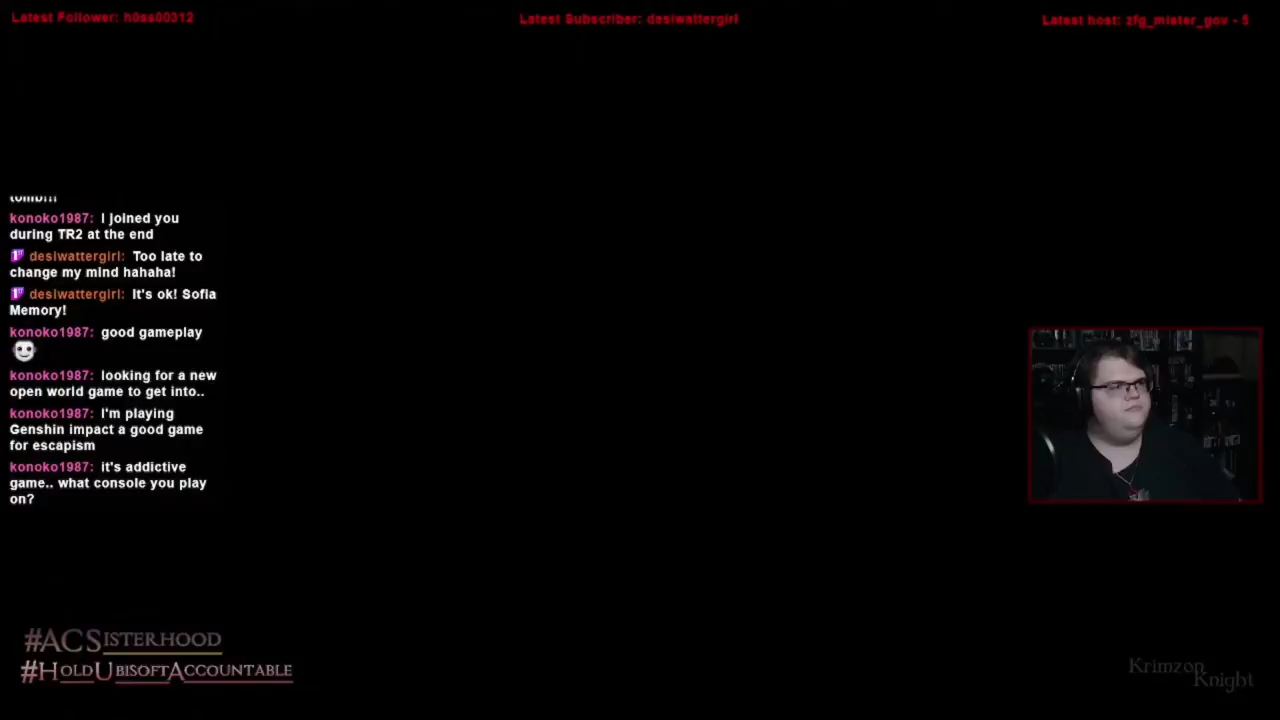 Latest Follower: h0ss00312
Latest Subscriber: desiwattergirl
Latest host: zfg_mister_gov - 5
tomb!!!
konoko1987: I joined you
during TR2 at the end
desiwattergirl: Too late to
change my mind hahaha!
desiwattergirl: It's ok! Sofia
Memory!
konoko1987: good gameplay
konoko1987: looking for a new
open world game to get into..
konoko1987: I'm playing
Genshin impact a good game
for escapism
konoko1987: it's addictive
game.. what console you play
on?
#ACSISTERHOOD
#HOLDUBISOFTACCOUNTABLE
Krimzon
Knight